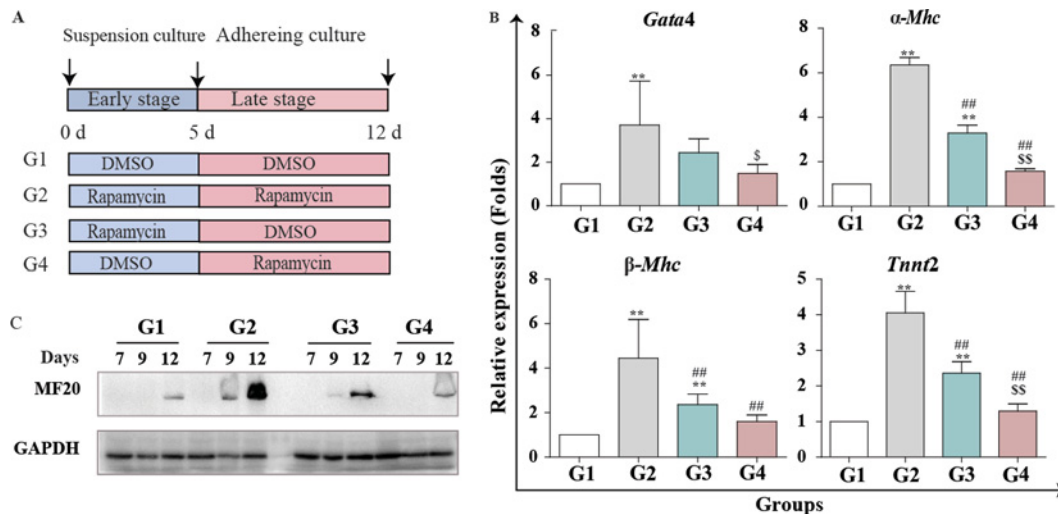 A
Suspension culture Adhereing culture
Early stage Late stage
0 d 5 d 12 d
G1 DMSO DMSO
G2 Rapamycin Rapamycin
G3 Rapamycin DMSO
G4 DMSO Rapamycin
C
G1 G2 G3 G4
Days 7 9 12 7 9 12 7 9 12 7 9 12
MF20
GAPDH
B
Relative expression (Folds)
Gata4
8
6
4
2
0
**
$
G1 G2 G3 G4
α-Mhc
8
6
4
2
0
**
##
**
##
$$
G1 G2 G3 G4
β-Mhc
8
6
4
2
0
**
##
**
##
G1 G2 G3 G4
Tnnt2
5
4
3
2
1
0
**
##
**
##
$$
G1 G2 G3 G4
Groups